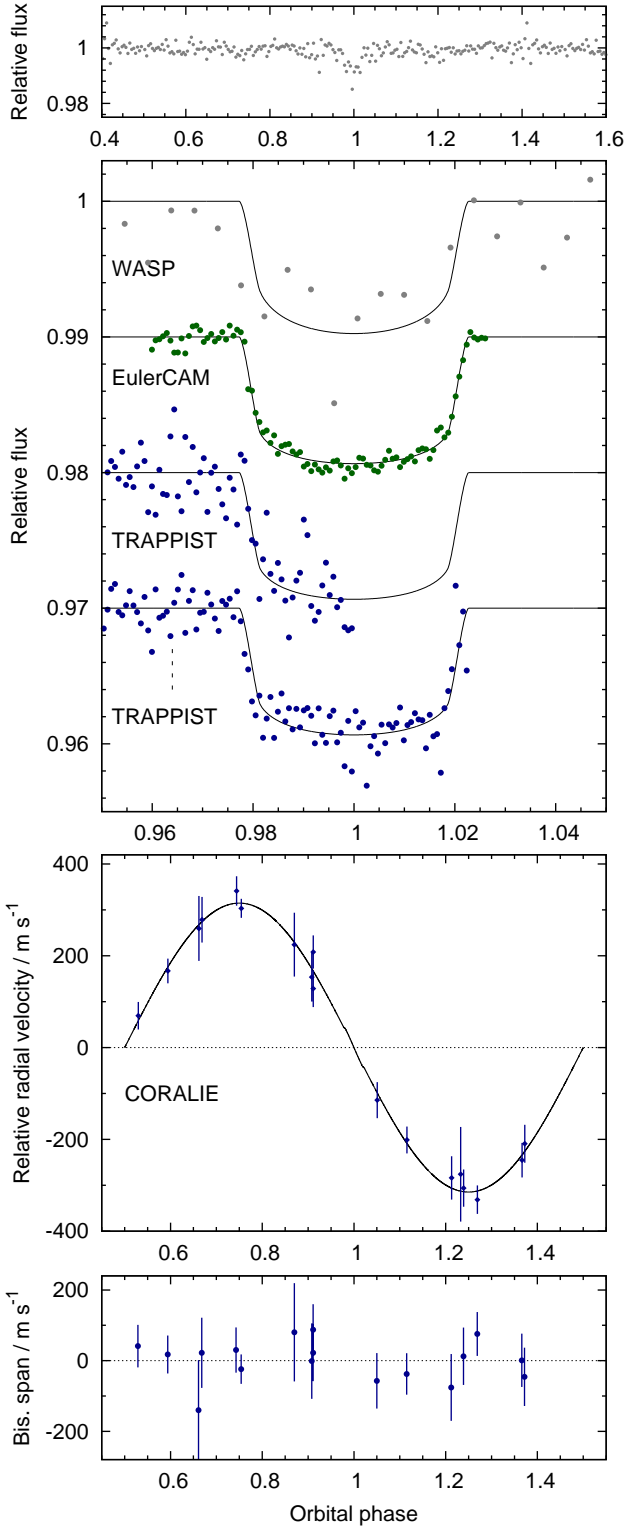 Relative flux
1
0.98
0.4 0.6 0.8 1 1.2 1.4 1.6
Relative flux
1
WASP
0.99
EulerCAM
0.98
TRAPPIST
0.97
TRAPPIST
0.96
0.96 0.98 1 1.02 1.04
Relative radial velocity / m s⁻¹
400
200
0
CORALIE
-200
-400
0.6 0.8 1 1.2 1.4
Bis. span / m s⁻¹
200
0
-200
0.6 0.8 1 1.2 1.4
Orbital phase